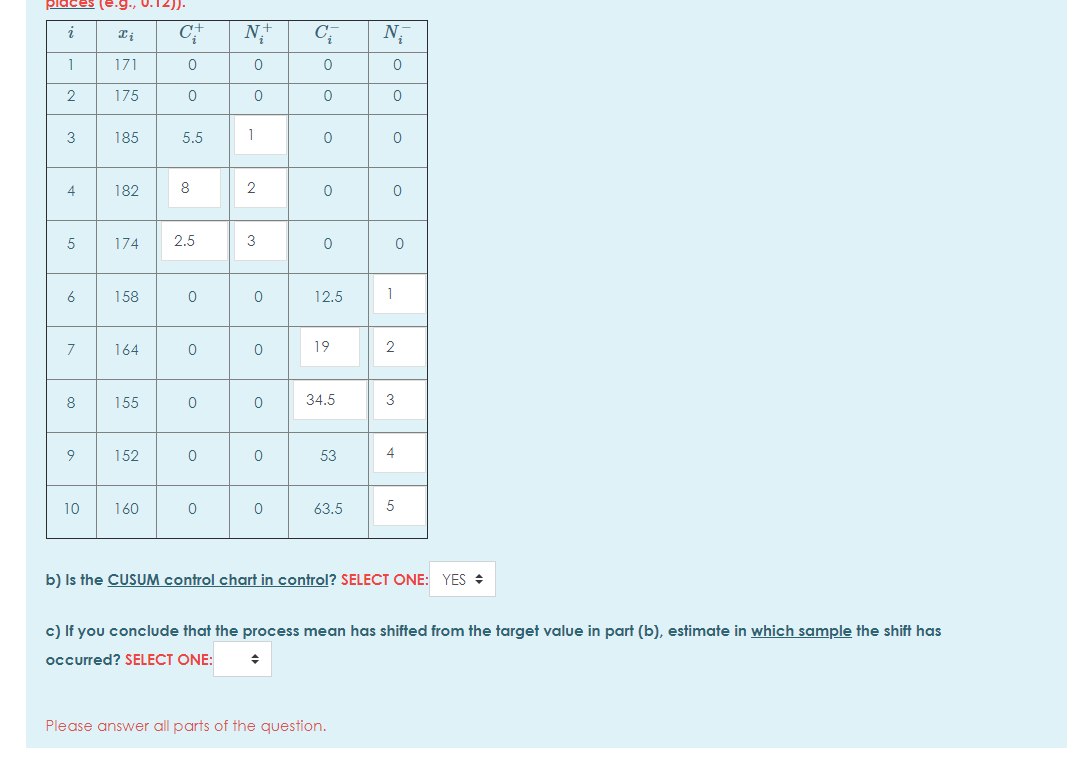 places (e.g., 0.12)).
i xᵢ Cᵢ⁺ Nᵢ⁺ Cᵢ⁻ Nᵢ⁻
1 171 0 0 0 0
2 175 0 0 0 0
3 185 5.5 1 0 0
4 182 8 2 0 0
5 174 2.5 3 0 0
6 158 0 0 12.5 1
7 164 0 0 19 2
8 155 0 0 34.5 3
9 152 0 0 53 4
10 160 0 0 63.5 5
b) Is the CUSUM control chart in control? SELECT ONE: YES
c) If you conclude that the process mean has shifted from the target value in part (b), estimate in which sample the shift has
occurred? SELECT ONE:
Please answer all parts of the question.